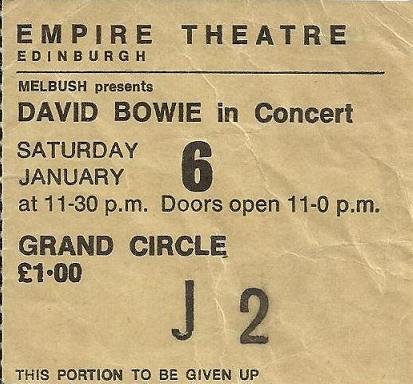 EMPIRE THEATRE
EDINBURGH
MELBUSH presents
DAVID BOWIE in Concert
SATURDAY 6
JANUARY
at 11-30 p.m. Doors open 11-0 p.m.
GRAND CIRCLE
£1·00
J 2
THIS PORTION TO BE GIVEN UP